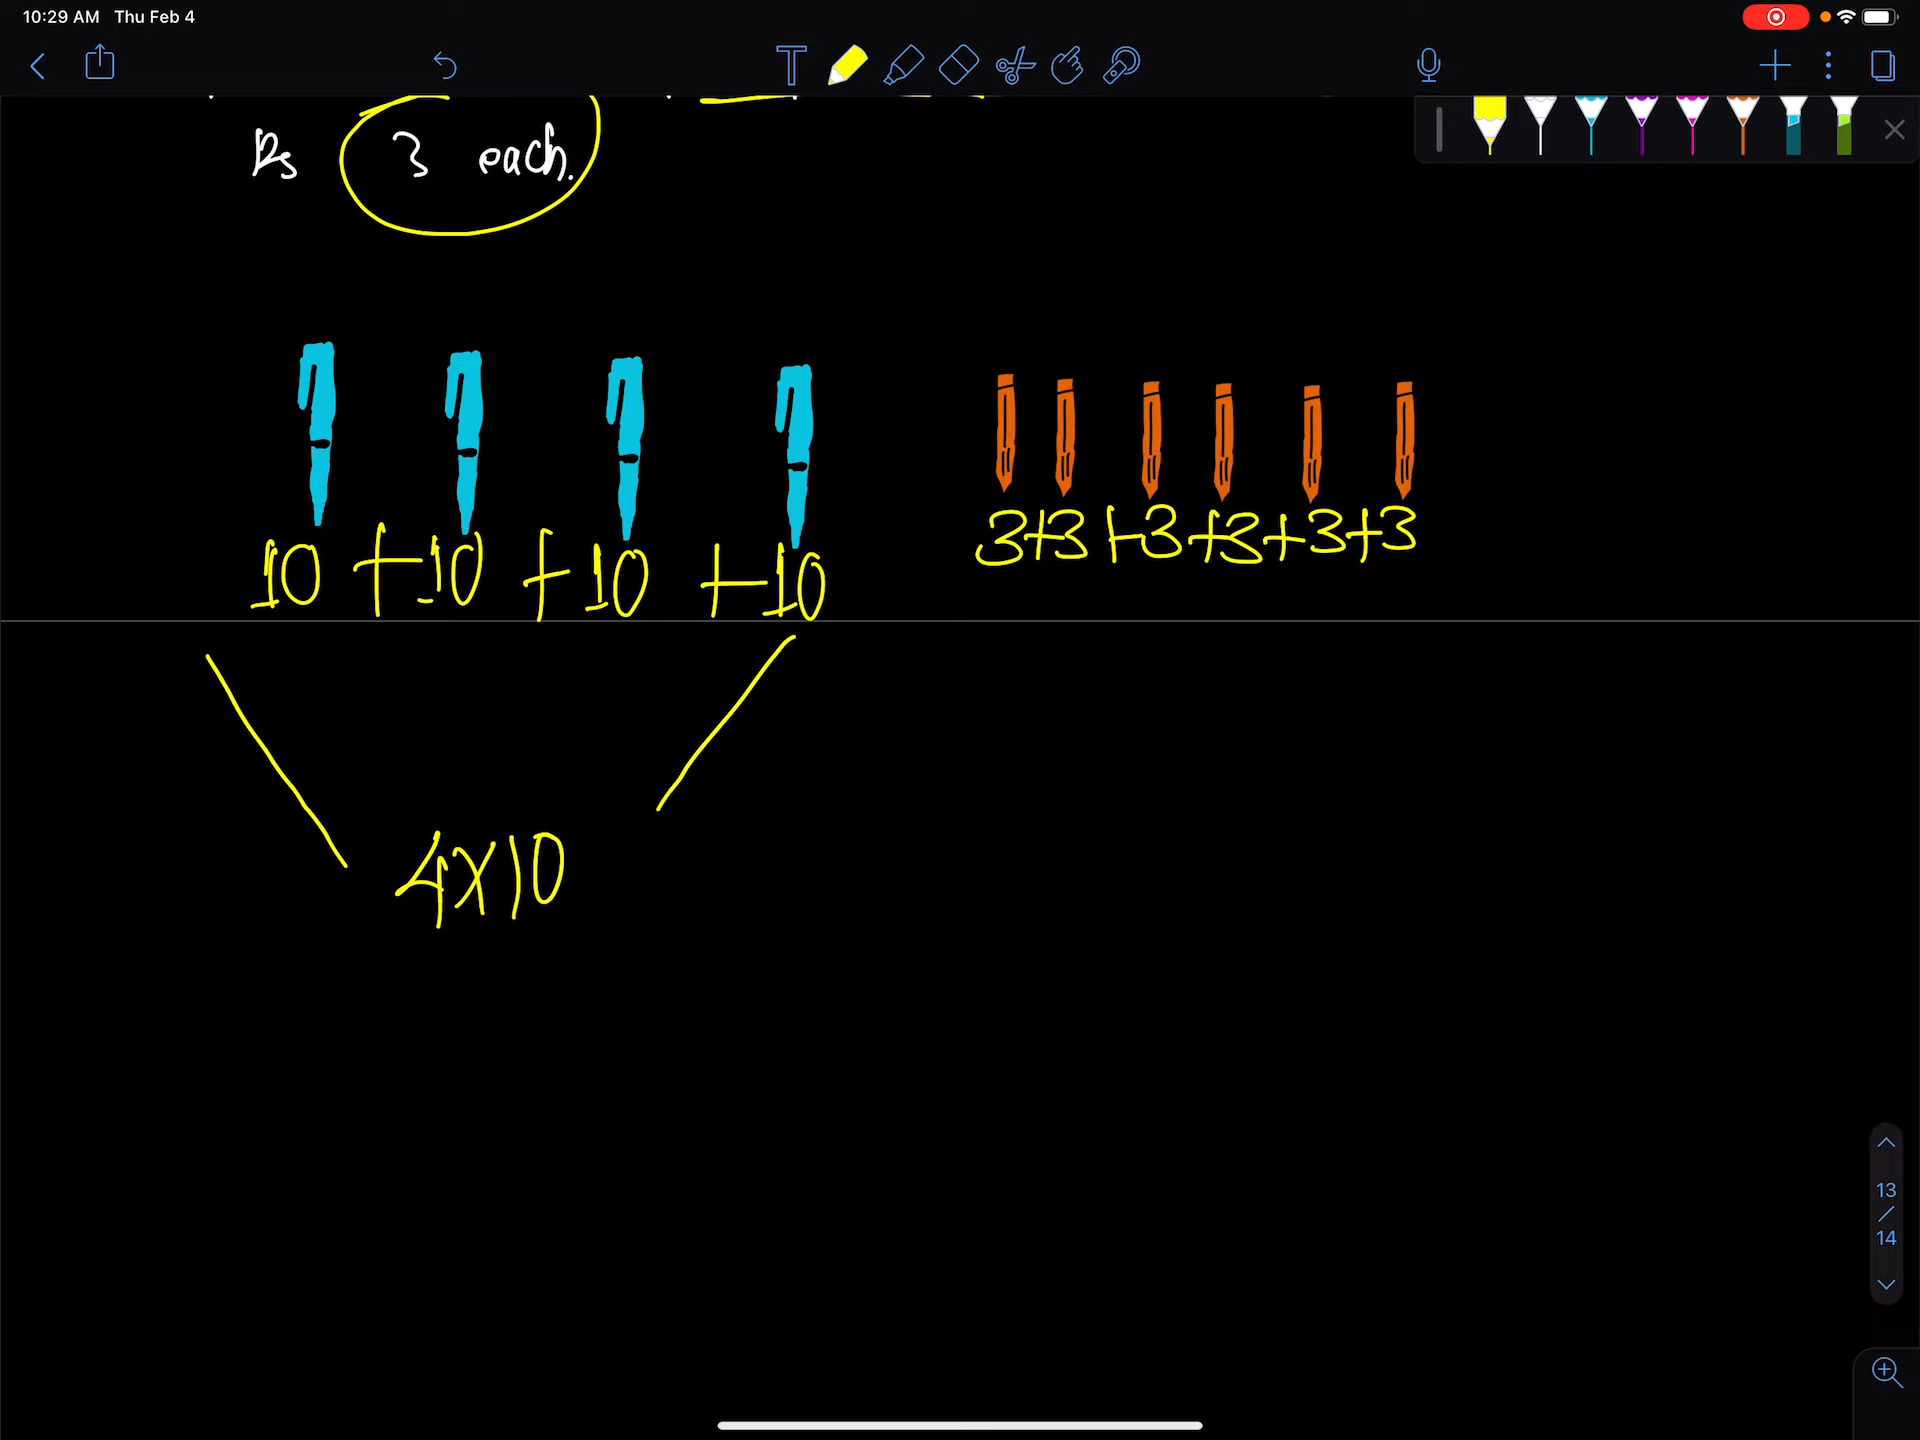 10:29 AM Thu Feb 4
Rs 3 each.
10 + 10 + 10 + 10
3+3+3+3+3+3
4x10
13
/
14